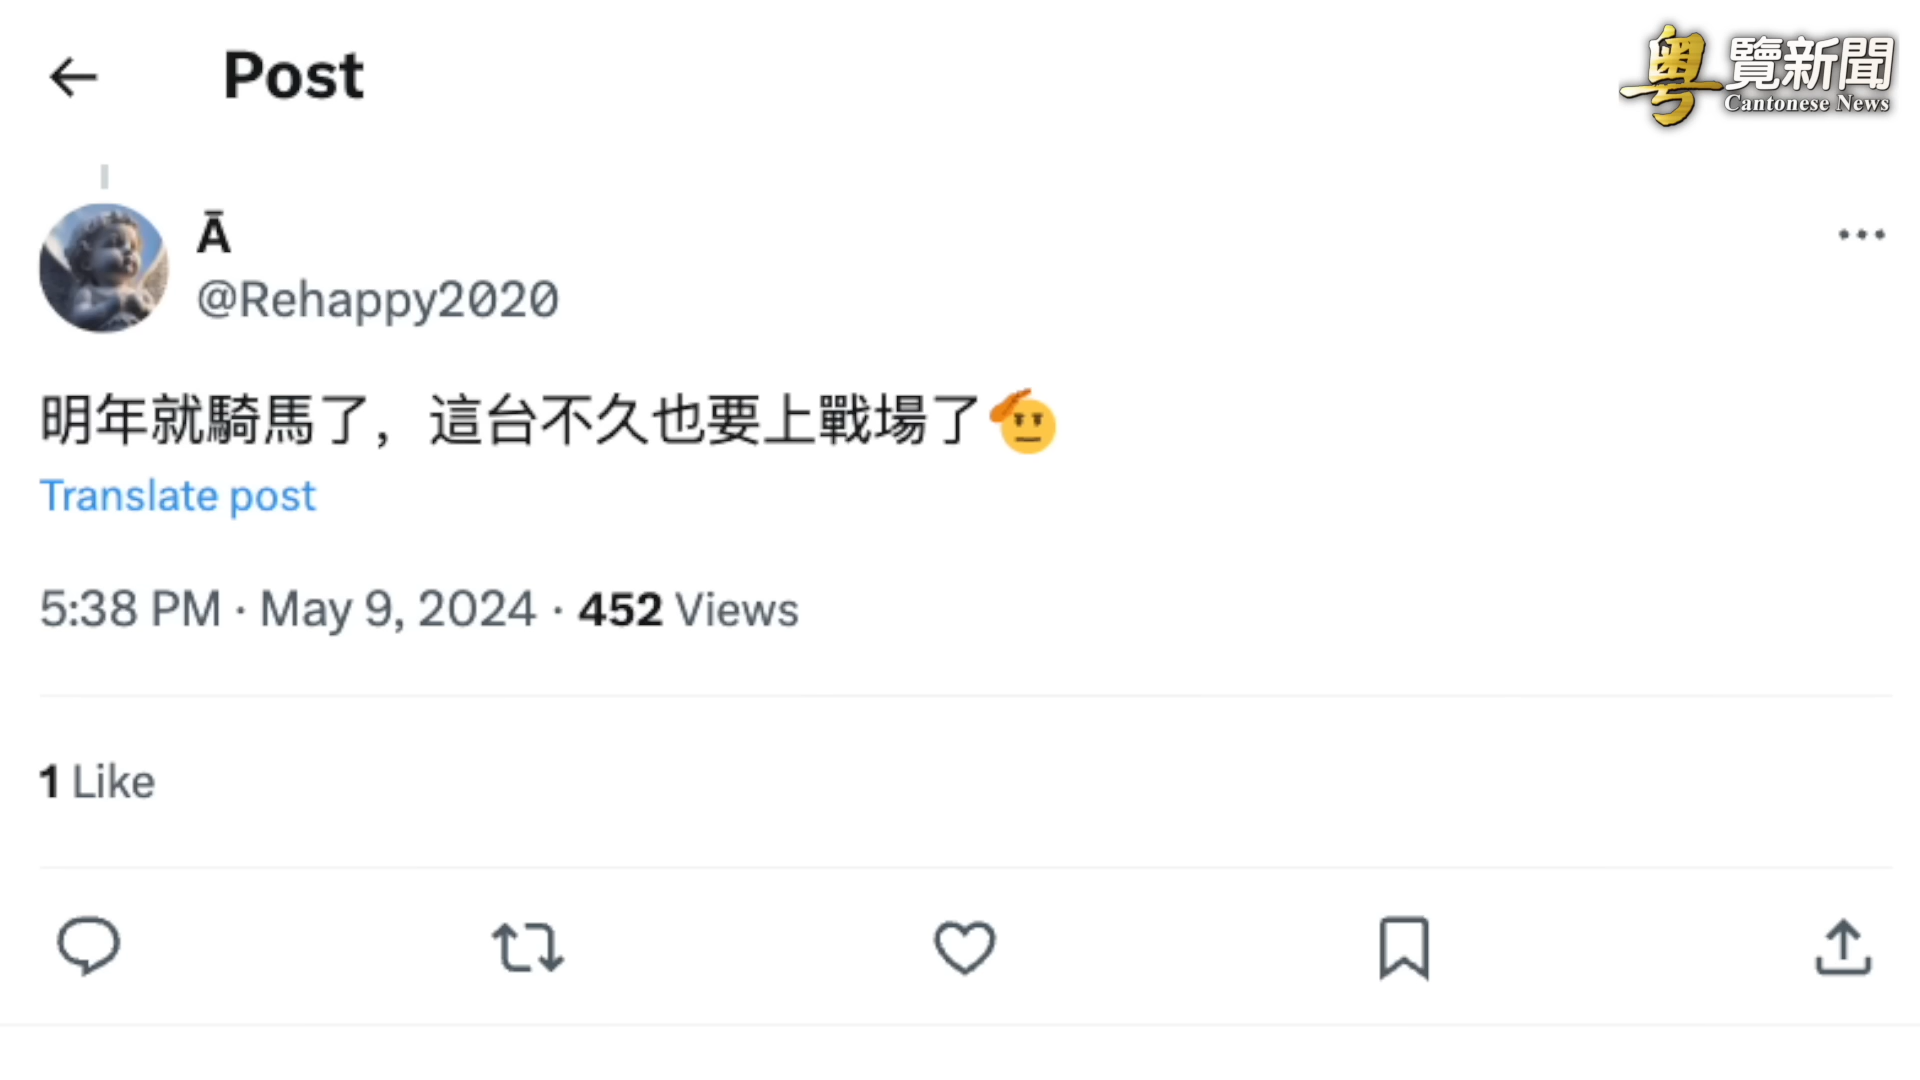 Post
粵覽新聞
Cantonese News
Ā
@Rehappy2020
明年就騎馬了，這台不久也要上戰場了🫡
Translate post
5:38 PM · May 9, 2024 · 452 Views
1 Like